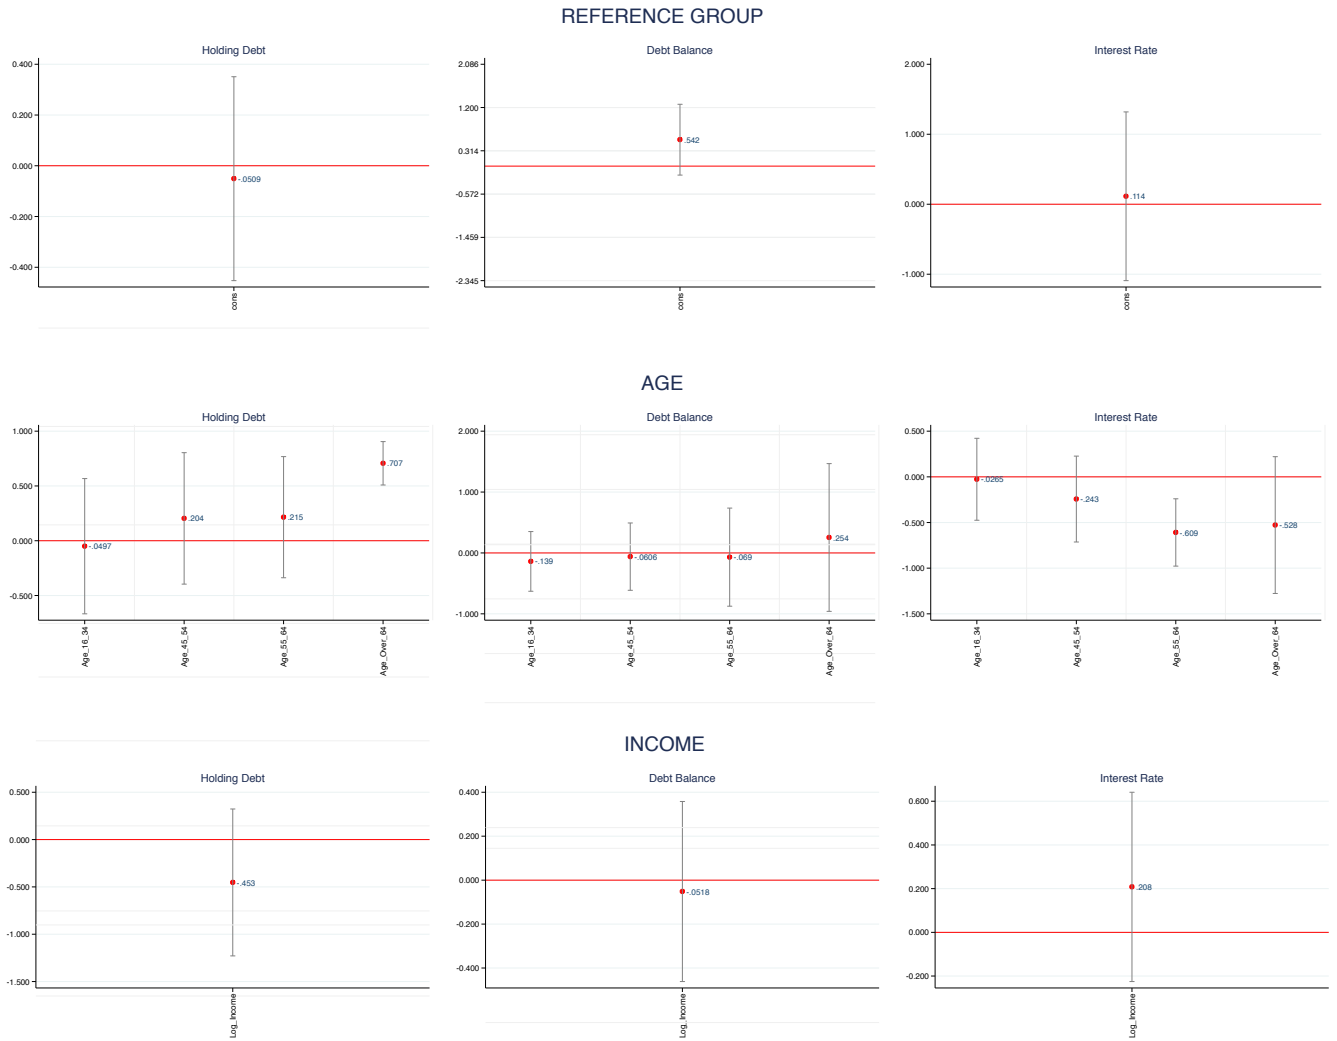 REFERENCE GROUP
Holding Debt
0.400
0.200
0.000
-0.200
-0.400
-.0509
cons
Debt Balance
2.086
1.200
0.314
-0.572
-1.459
-2.345
.542
cons
Interest Rate
2.000
1.000
0.000
-1.000
.114
cons
AGE
Holding Debt
1.000
0.500
0.000
-0.500
-.0497
.204
.215
.707
Age_16_34
Age_45_54
Age_55_64
Age_Over_64
Debt Balance
2.000
1.000
0.000
-1.000
-.139
-.0606
-.069
.254
Age_16_34
Age_45_54
Age_55_64
Age_Over_64
Interest Rate
0.500
0.000
-0.500
-1.000
-1.500
-.0265
-.243
-.609
-.528
Age_16_34
Age_45_54
Age_55_64
Age_Over_64
INCOME
Holding Debt
0.500
0.000
-0.500
-1.000
-1.500
-.453
Log_Income
Debt Balance
0.400
0.200
0.000
-0.200
-0.400
-.0518
Log_Income
Interest Rate
0.600
0.400
0.200
0.000
-0.200
.208
Log_Income